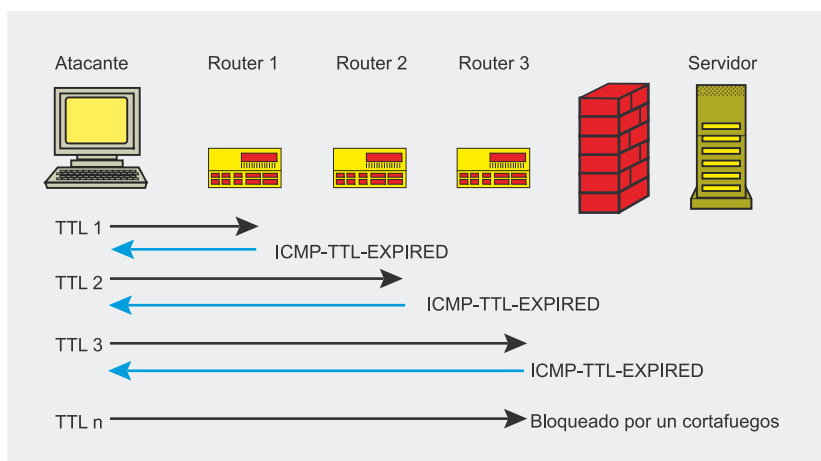 Atacante Router 1 Router 2 Router 3 Servidor
TTL 1
ICMP-TTL-EXPIRED
TTL 2
ICMP-TTL-EXPIRED
TTL 3
ICMP-TTL-EXPIRED
TTL n Bloqueado por un cortafuegos